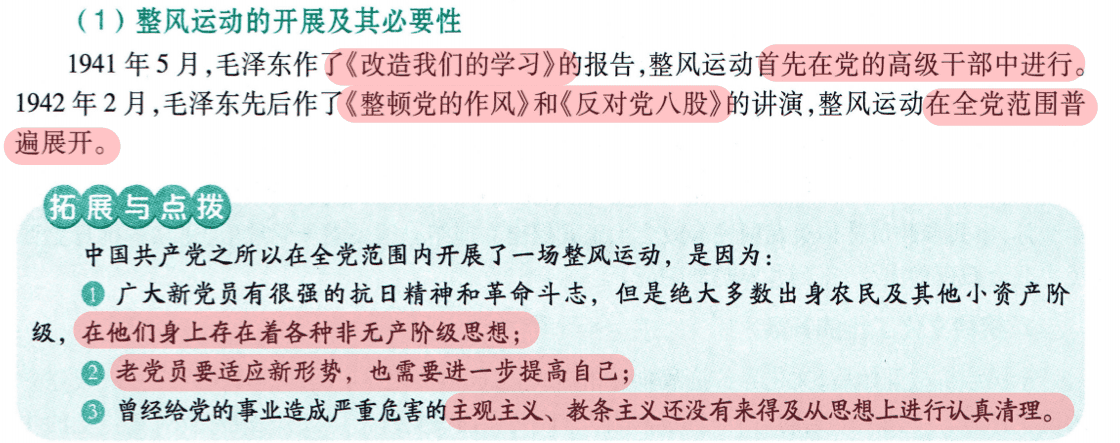 （1）整风运动的开展及其必要性
1941 年 5 月，毛泽东作了《改造我们的学习》的报告，整风运动首先在党的高级干部中进行。
1942 年 2 月，毛泽东先后作了《整顿党的作风》和《反对党八股》的讲演，整风运动在全党范围普
遍展开。
拓展与点拨
中国共产党之所以在全党范围内开展了一场整风运动，是因为：
❶ 广大新党员有很强的抗日精神和革命斗志，但是绝大多数出身农民及其他小资产阶
级，在他们身上存在着各种非无产阶级思想；
❷ 老党员要适应新形势，也需要进一步提高自己；
❸ 曾经给党的事业造成严重危害的主观主义、教条主义还没有来得及从思想上进行认真清理。